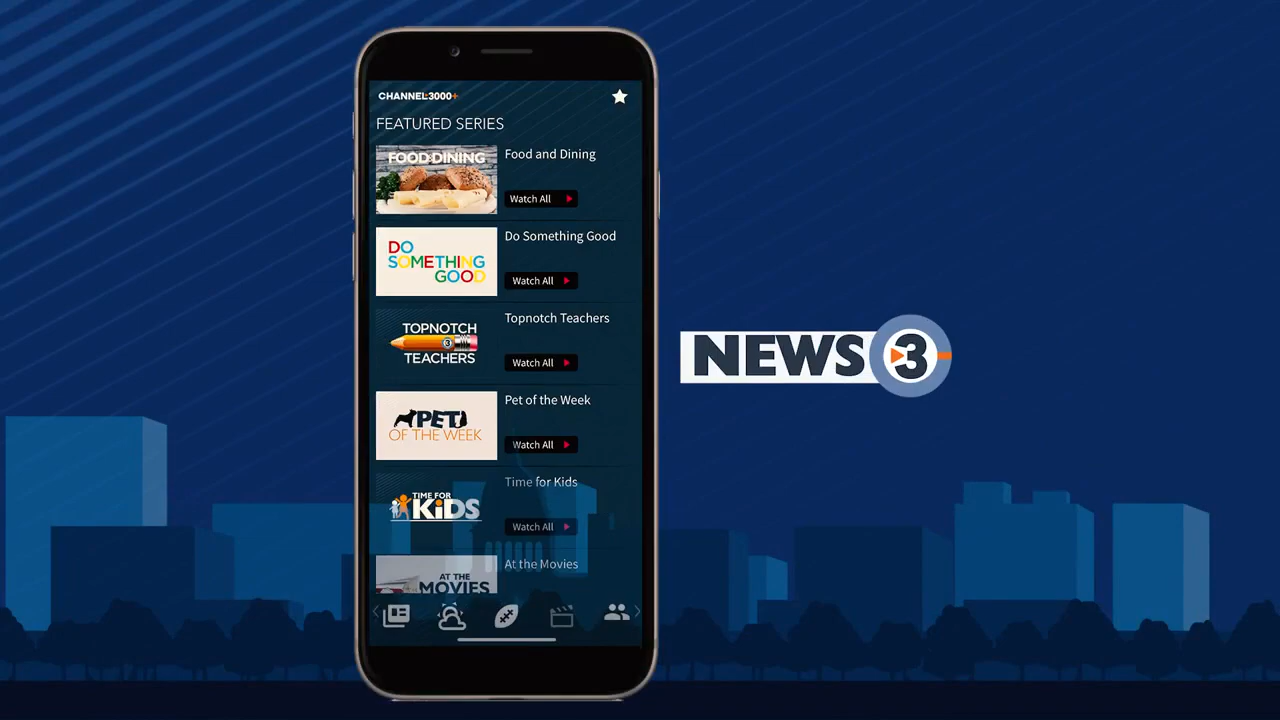 CHANNEL3000+
FEATURED SERIES
FOOD&DINING
Food and Dining
Watch All
DO
SOMETHING
GOOD
Do Something Good
Watch All
TOPNOTCH
3
TEACHERS
Topnotch Teachers
Watch All
PET
OF THE WEEK
Pet of the Week
Watch All
TIME FOR
KiDS
Time for Kids
Watch All
AT THE
MOVIES
At the Movies
NEWS 3